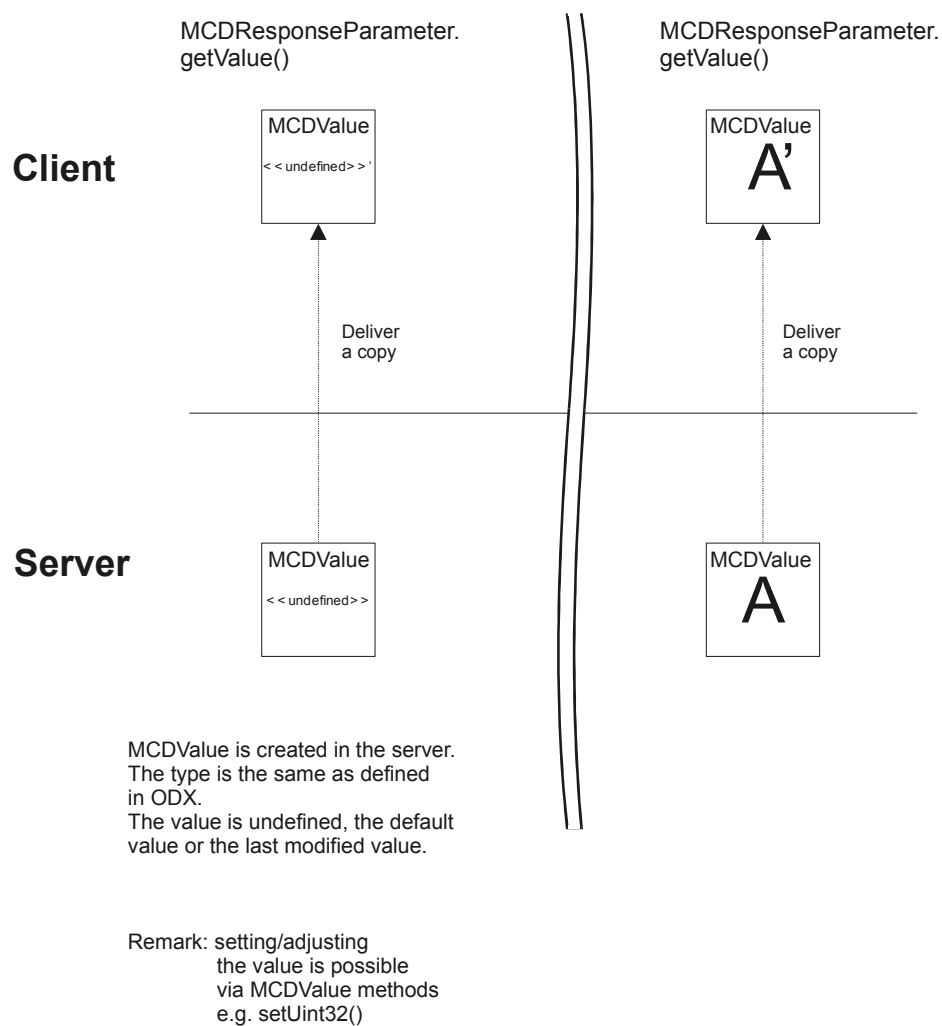 MCDResponseParameter.
getValue()
MCDResponseParameter.
getValue()
Client
MCDValue
<<undefined>>'
MCDValue
A’
Deliver
a copy
Deliver
a copy
Server
MCDValue
<<undefined>>
MCDValue
A
MCDValue is created in the server.
The type is the same as defined
in ODX.
The value is undefined, the default
value or the last modified value.
Remark: setting/adjusting
the value is possible
via MCDValue methods
e.g. setUint32()